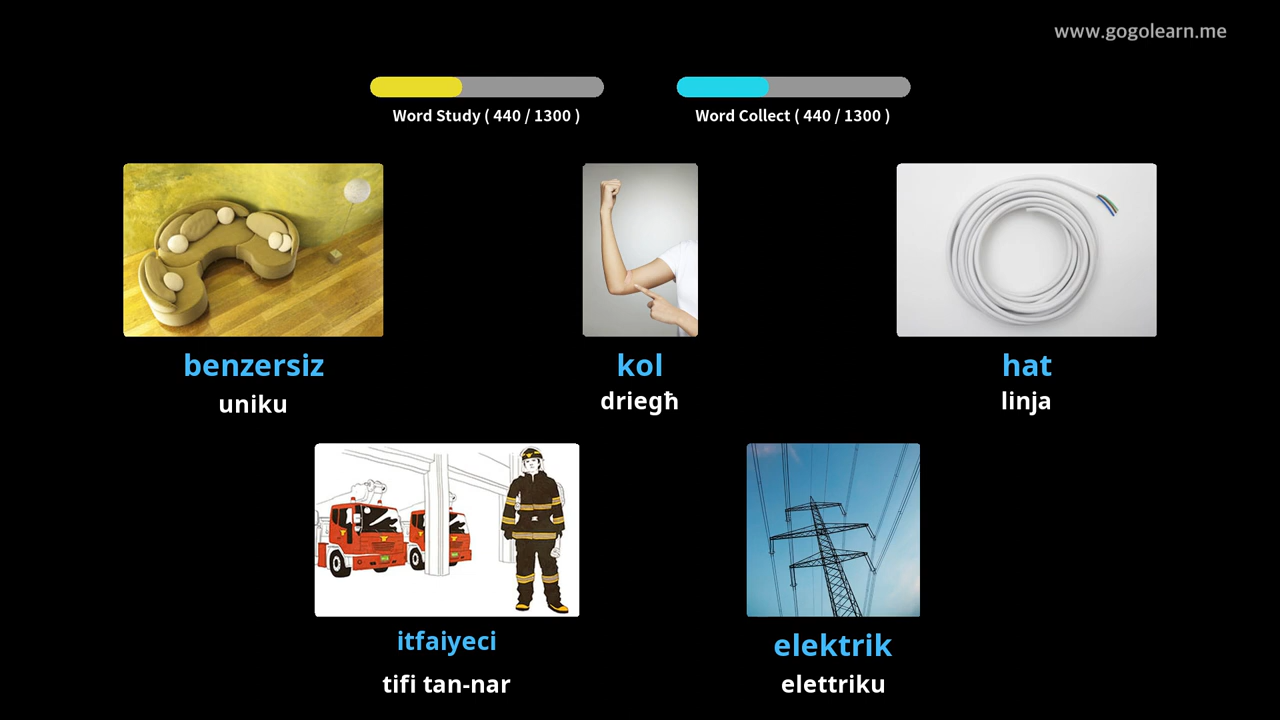 www.gogolearn.me
Word Study ( 440 / 1300 )
Word Collect ( 440 / 1300 )
benzersiz
uniku
kol
driegħ
hat
linja
itfaiyeci
tifi tan-nar
elektrik
elettriku